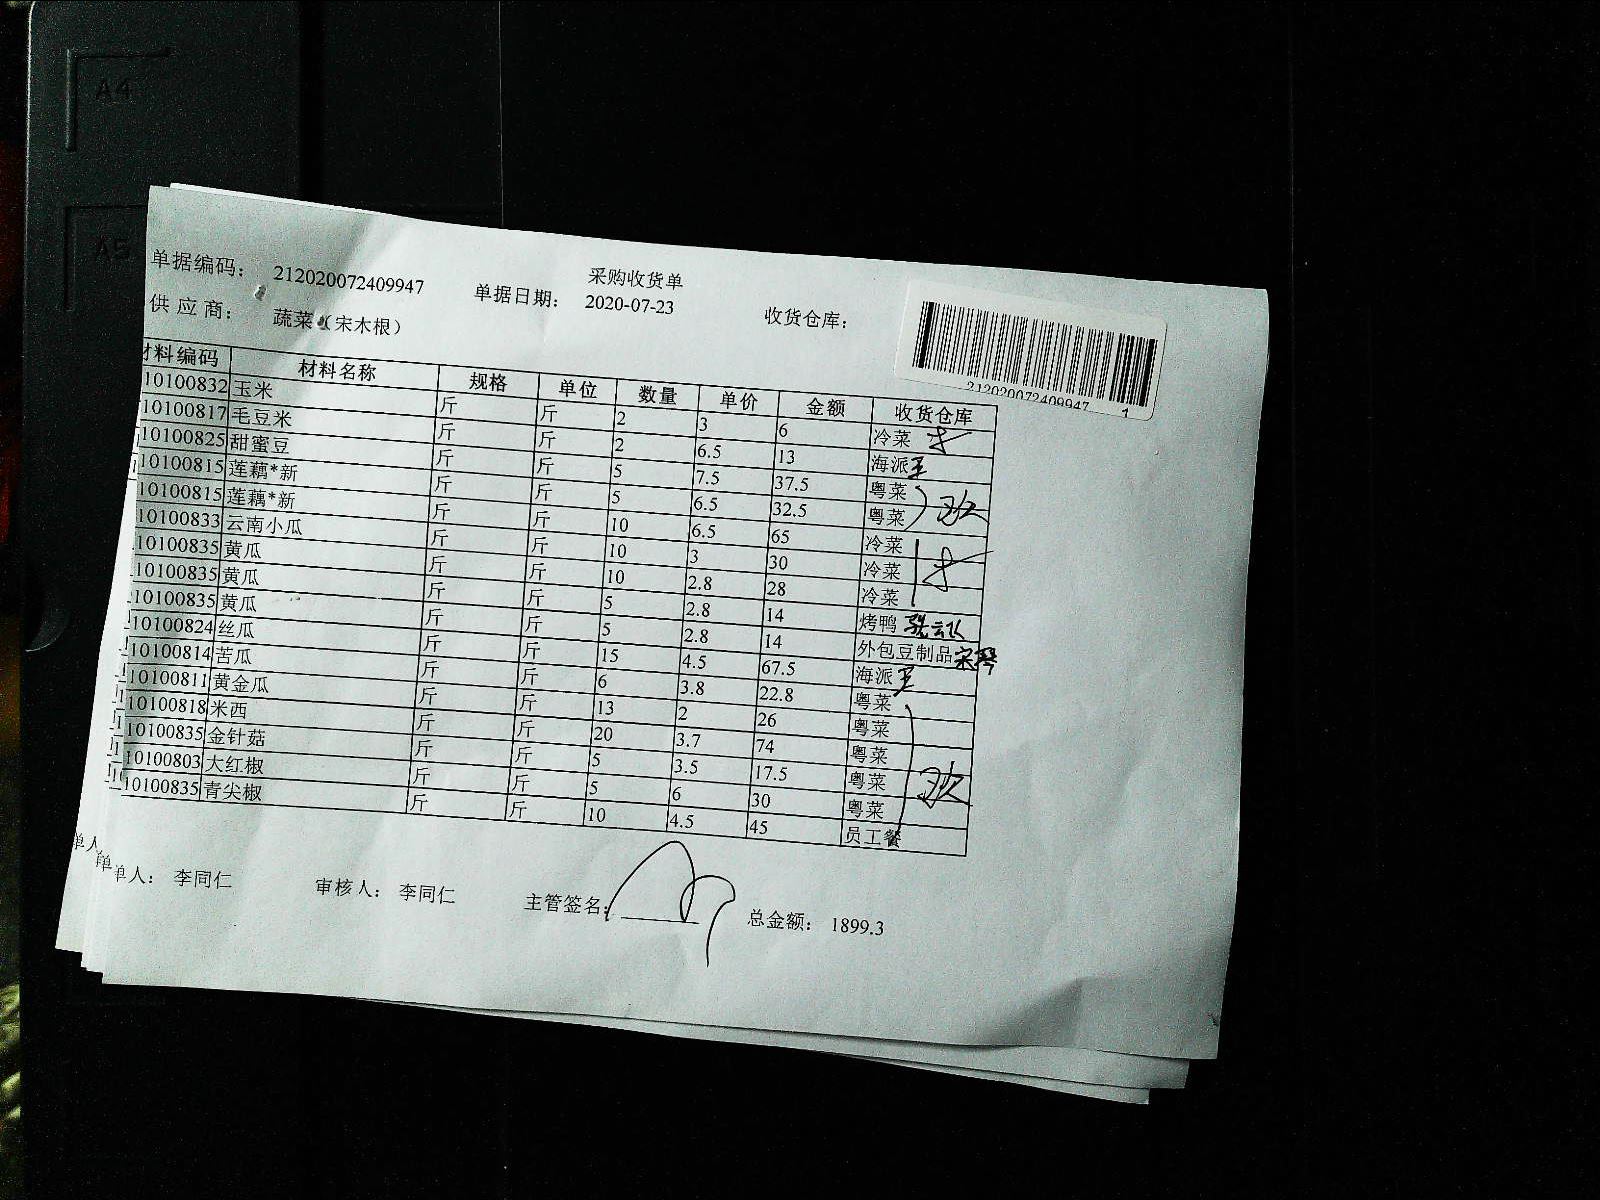 采购收货单
单据编码: 212020072409947 单据日期: 2020-07-23 收货仓库:
供应商: 蔬菜 (宋木根)
212020072409947 1
材料编码 材料名称 规格 单位 数量 单价 金额 收货仓库
10100832 玉米 斤 斤 2 3 6 冷菜
10100817 毛豆米 斤 斤 2 6.5 13 海派 王
10100825 甜蜜豆 斤 斤 5 7.5 37.5 粤菜
10100815 莲藕*新 斤 斤 5 6.5 32.5 粤菜
10100815 莲藕*新 斤 斤 10 6.5 65 冷菜
10100833 云南小瓜 斤 斤 10 3 30 冷菜
10100835 黄瓜 斤 斤 10 2.8 28 冷菜
10100835 黄瓜 斤 斤 5 2.8 14 烤鸭
10100835 黄瓜 斤 斤 5 2.8 14 外包豆制品
10100824 丝瓜 斤 斤 15 4.5 67.5 海派 王
10100814 苦瓜 斤 斤 6 3.8 22.8 粤菜
10100811 黄金瓜 斤 斤 13 2 26 粤菜
10100818 米西 斤 斤 20 3.7 74 粤菜
10100835 金针菇 斤 斤 5 3.5 17.5 粤菜
10100803 大红椒 斤 斤 5 6 30 粤菜
10100835 青尖椒 斤 斤 10 4.5 45 员工餐
单人: 李同仁 审核人: 李同仁 主管签名: 总金额: 1899.3
A4
A5